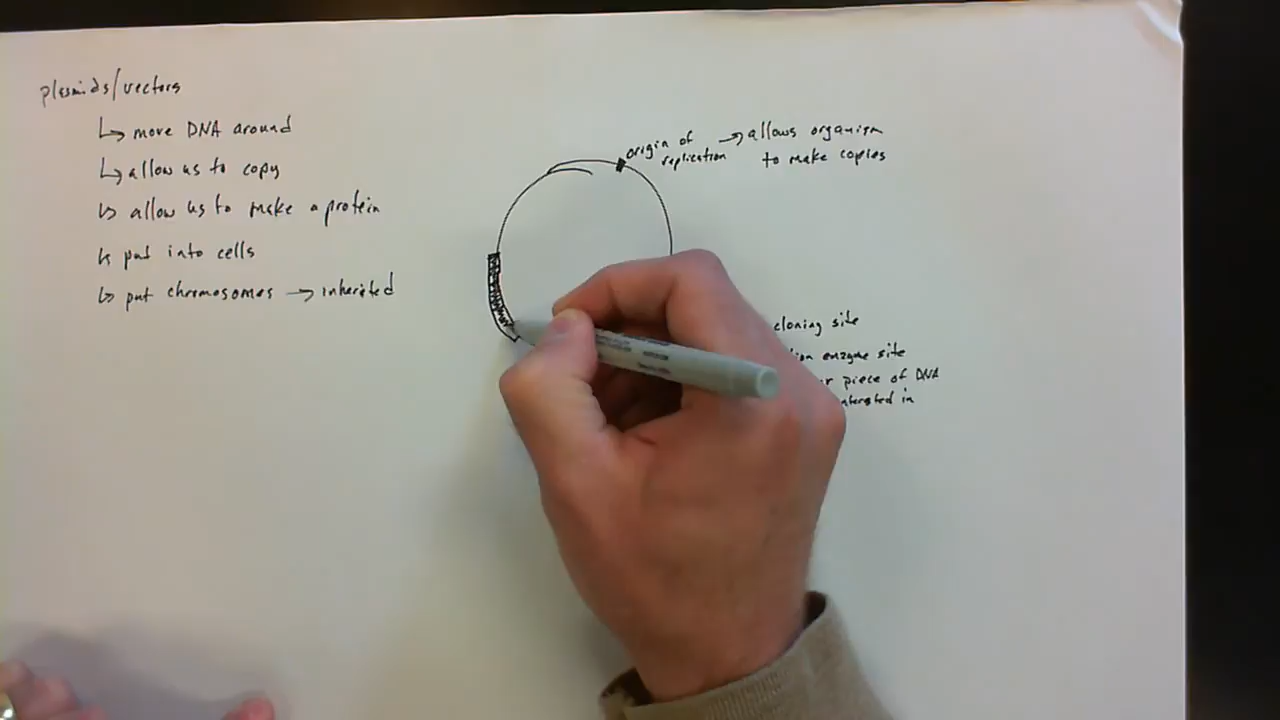 plasmids/vectors
↳ move DNA around
↳ allow us to copy
↳ allow us to make a protein
↳ put into cells
↳ put chromosomes → inherited
origin of replication → allows organism
to make copies
cloning site
enzyme site
piece of DNA
in